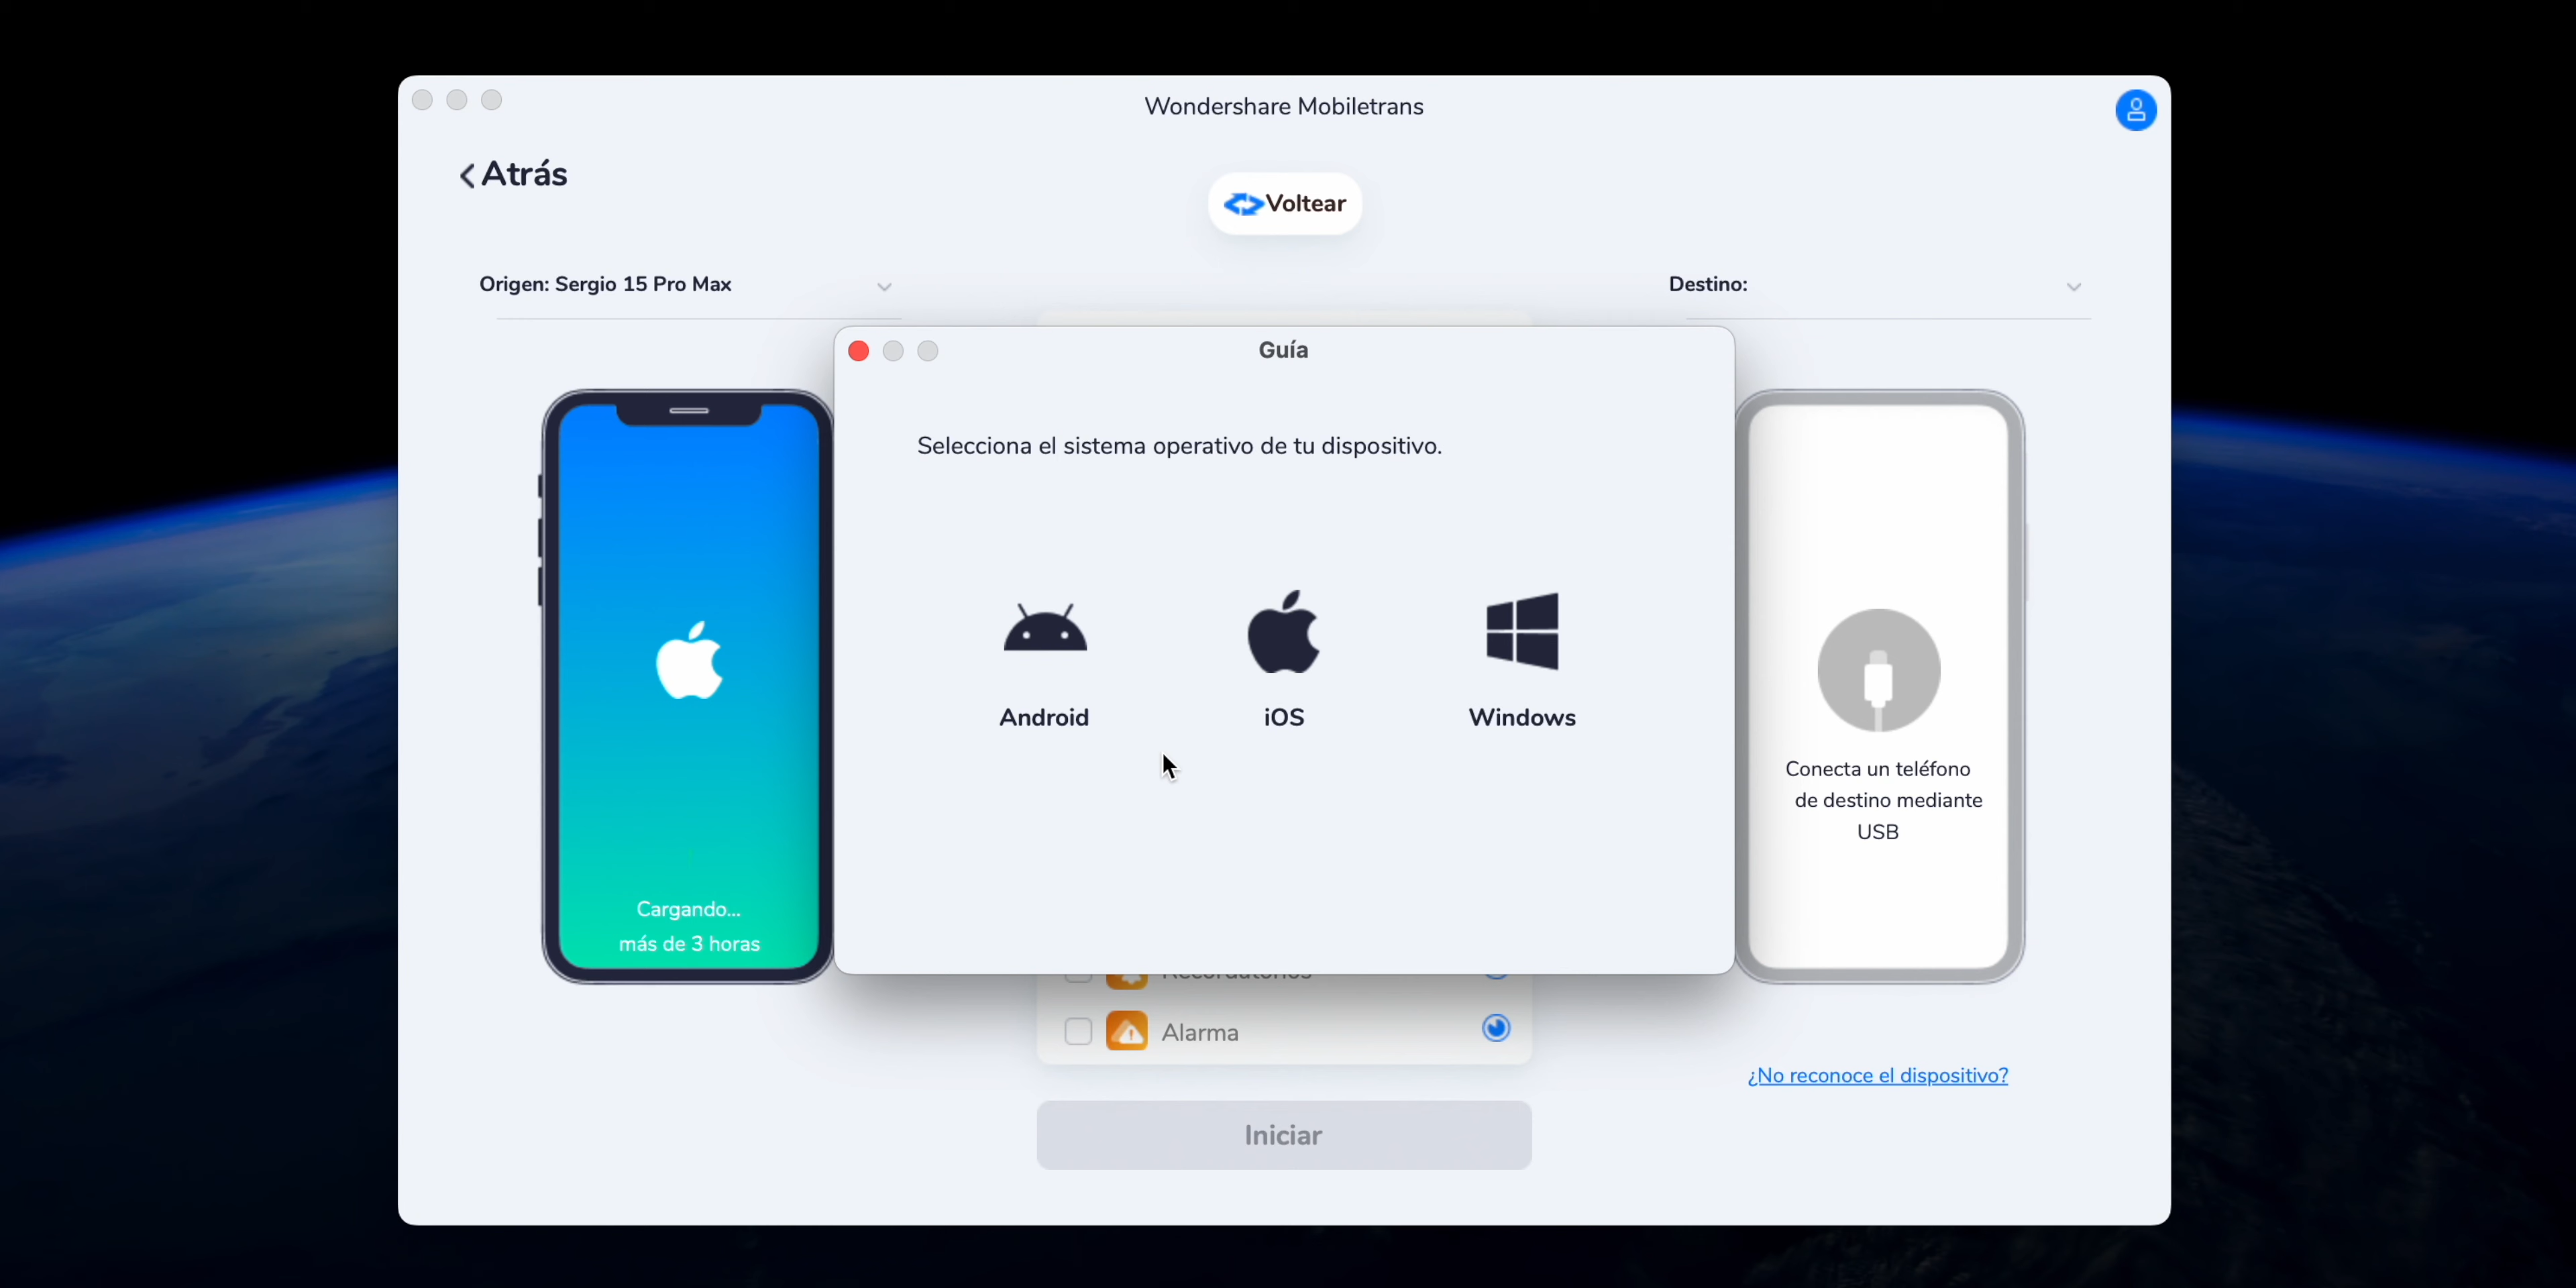 Wondershare Mobiletrans
Atrás
Voltear
Origen: Sergio 15 Pro Max
Destino:
Guía
Selecciona el sistema operativo de tu dispositivo.
Android
iOS
Windows
Conecta un teléfono
de destino mediante
USB
Cargando...
más de 3 horas
Recordatorios
Alarma
¿No reconoce el dispositivo?
Iniciar